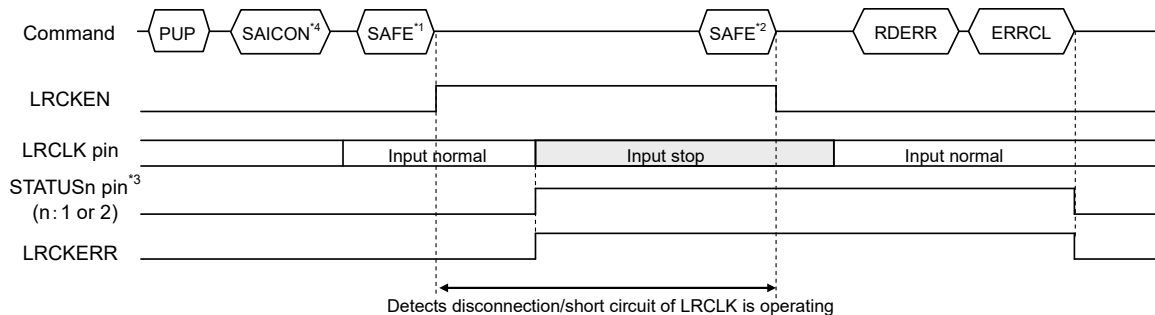 Command PUP SAICON*4 SAFE*1 SAFE*2 RDERR ERRCL
LRCKEN
LRCLK pin Input normal Input stop Input normal
STATUSn pin*3
(n: 1 or 2)
LRCKERR
Detects disconnection/short circuit of LRCLK is operating